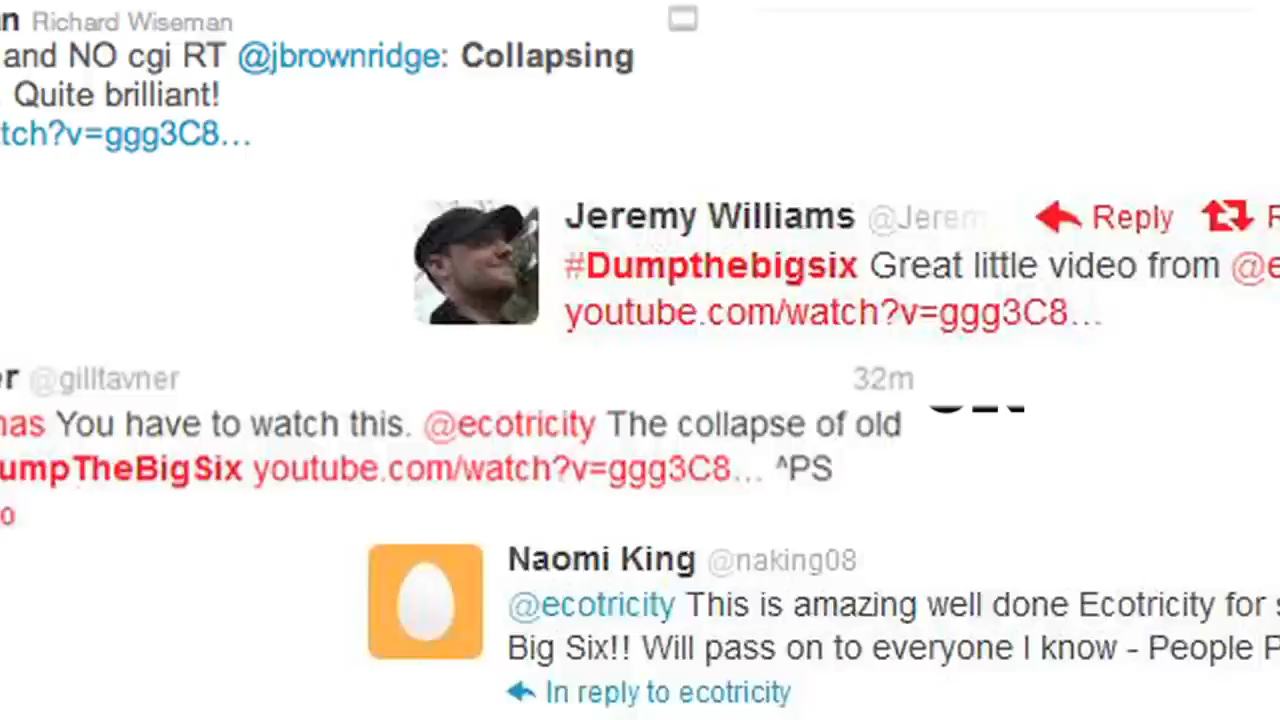 Richard Wiseman
and NO cgi RT @jbrownridge: Collapsing
. Quite brilliant!
tch?v=ggg3C8...
Jeremy Williams @Jerem Reply
#Dumpthebigsix Great little video from @e
youtube.com/watch?v=ggg3C8...
er @gilltavner 32m
nas You have to watch this. @ecotricity The collapse of old
umpTheBigSix youtube.com/watch?v=ggg3C8... ^PS
Naomi King @naking08
@ecotricity This is amazing well done Ecotricity for s
Big Six!! Will pass on to everyone I know - People P
In reply to ecotricity